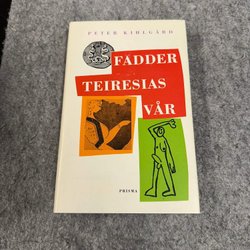 PETER KIHLGÅRD
FADDER
TEIRESIAS
VÅR
PRISMA